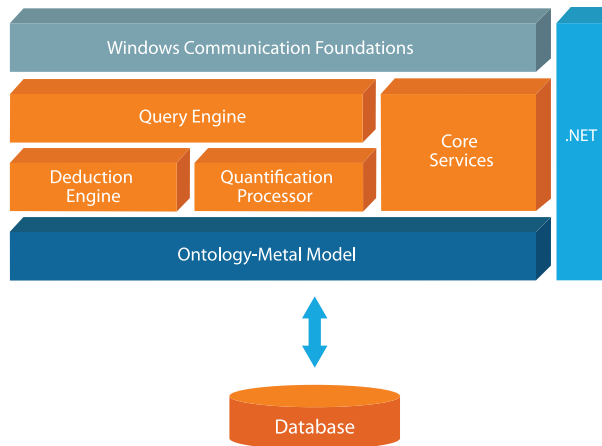 Windows Communication Foundations
.NET
Query Engine
Core
Services
Deduction
Engine
Quantification
Processor
Ontology-Metal Model
Database